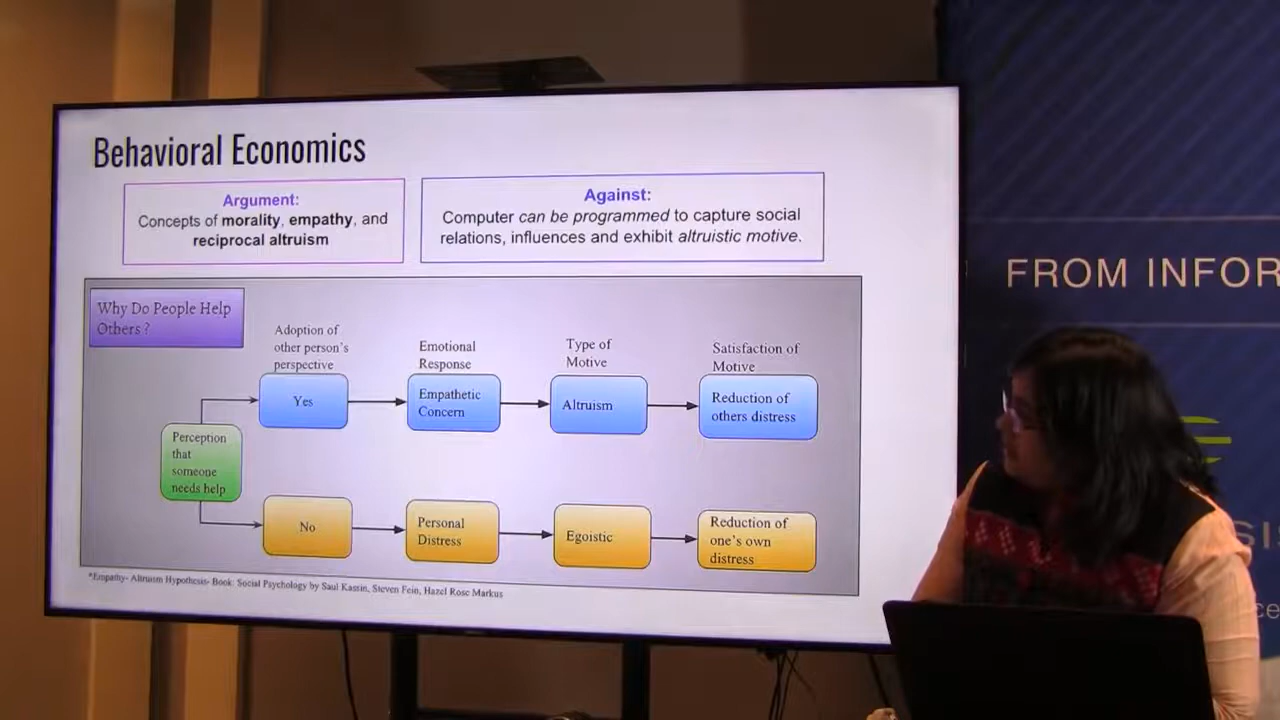 Behavioral Economics
Argument:
Concepts of morality, empathy, and
reciprocal altruism
Against:
Computer can be programmed to capture social
relations, influences and exhibit altruistic motive.
Why Do People Help
Others ?
Adoption of
other person's
perspective
Emotional
Response
Type of
Motive
Satisfaction of
Motive
Yes
Empathetic
Concern
Altruism
Reduction of
others distress
Perception
that
someone
needs help
No
Personal
Distress
Egoistic
Reduction of
one's own
distress
*Empathy- Altruism Hypothesis- Book: Social Psychology by Saul Kassin, Steven Fein, Hazel Rose Markus
FROM INFOR
SI
ce